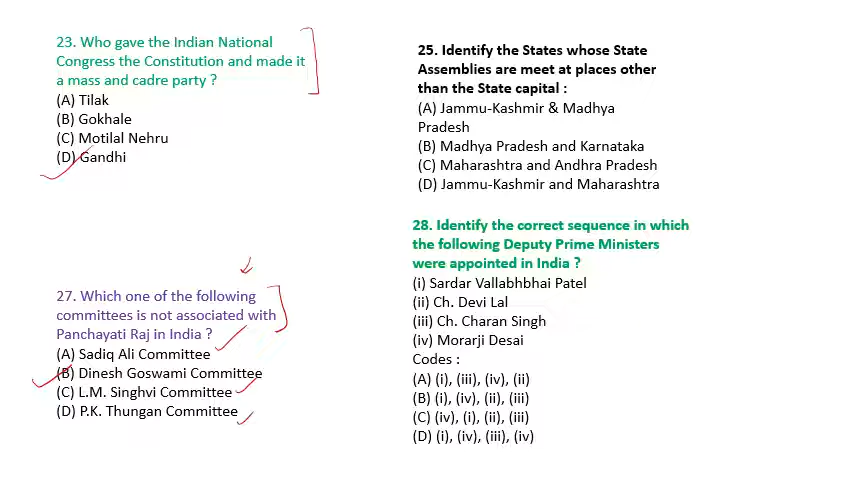 23. Who gave the Indian National
Congress the Constitution and made it
a mass and cadre party ?
(A) Tilak
(B) Gokhale
(C) Motilal Nehru
(D) Gandhi
27. Which one of the following
committees is not associated with
Panchayati Raj in India ?
(A) Sadiq Ali Committee
(B) Dinesh Goswami Committee
(C) L.M. Singhvi Committee
(D) P.K. Thungan Committee
25. Identify the States whose State
Assemblies are meet at places other
than the State capital :
(A) Jammu-Kashmir & Madhya
Pradesh
(B) Madhya Pradesh and Karnataka
(C) Maharashtra and Andhra Pradesh
(D) Jammu-Kashmir and Maharashtra
28. Identify the correct sequence in which
the following Deputy Prime Ministers
were appointed in India ?
(i) Sardar Vallabhbhai Patel
(ii) Ch. Devi Lal
(iii) Ch. Charan Singh
(iv) Morarji Desai
Codes :
(A) (i), (iii), (iv), (ii)
(B) (i), (iv), (ii), (iii)
(C) (iv), (i), (ii), (iii)
(D) (i), (iv), (iii), (iv)